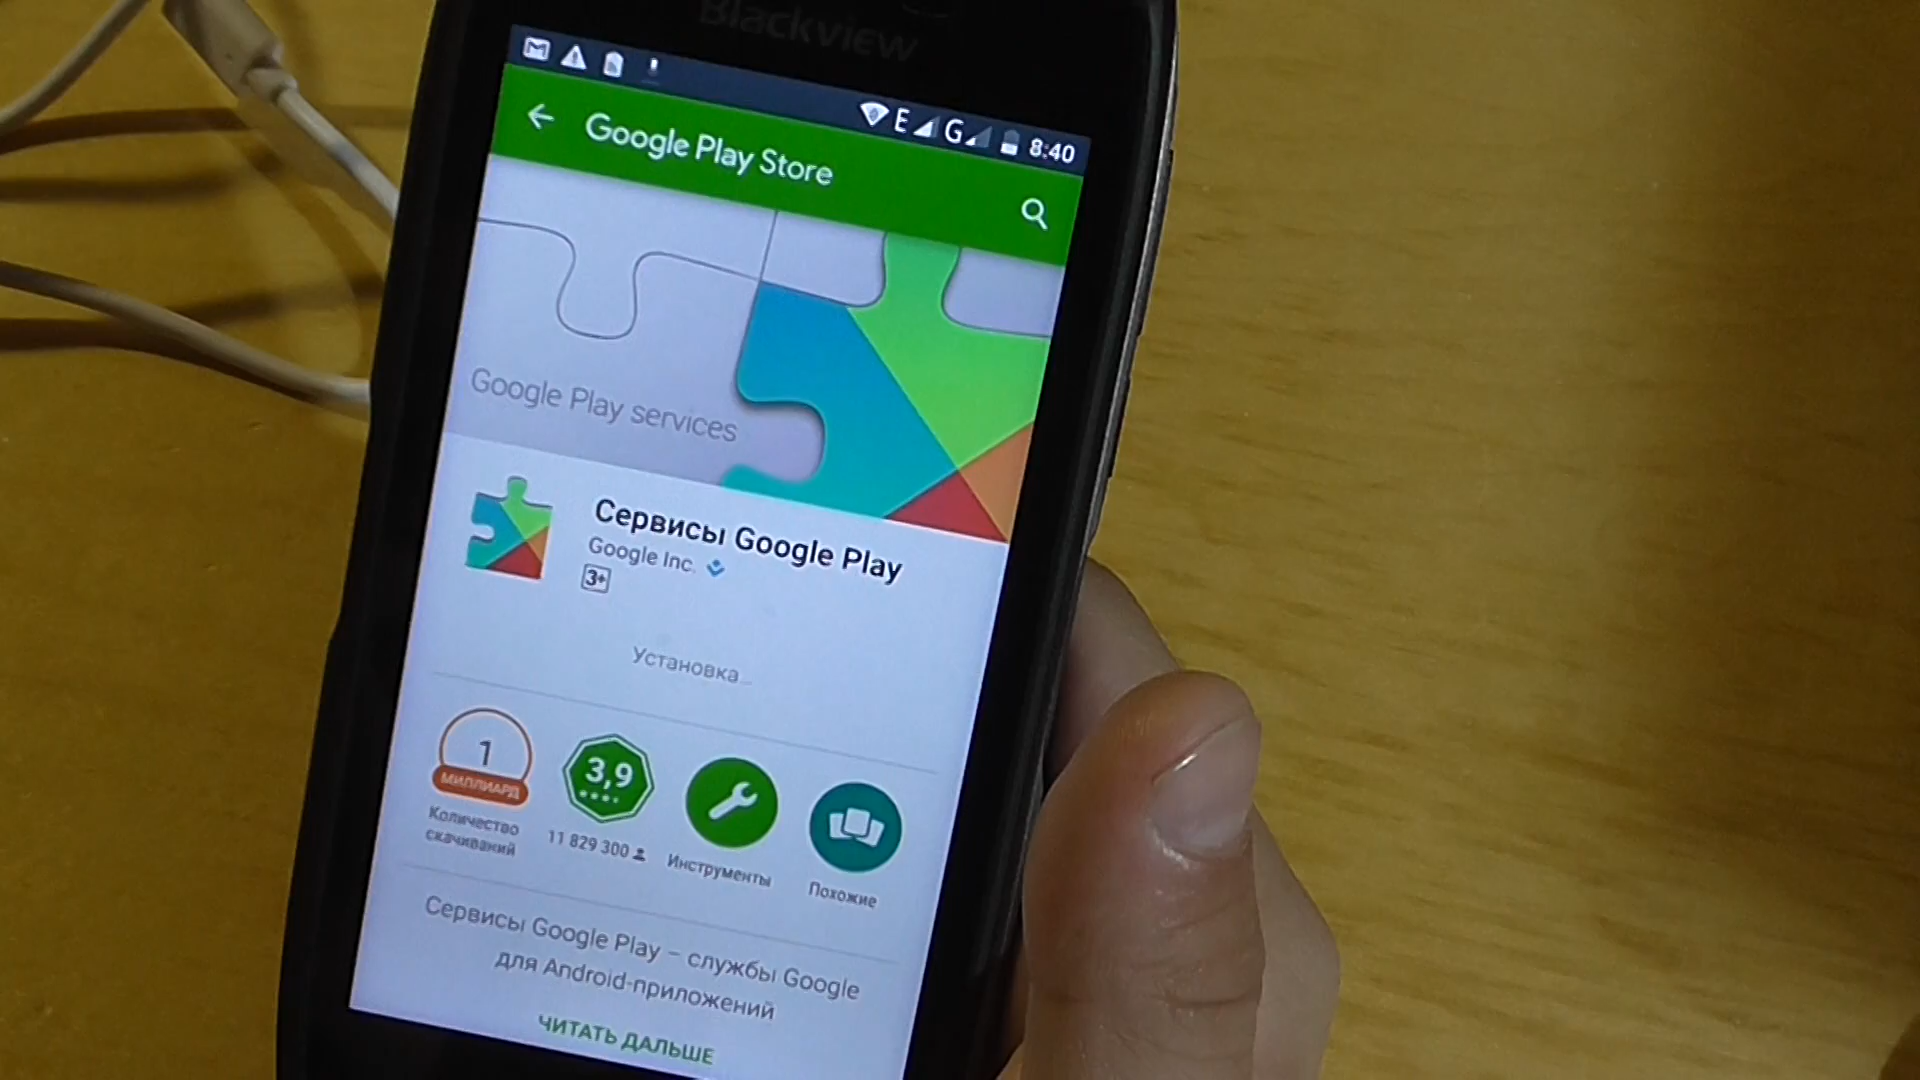 Blackview
E G 8:40
Google Play Store
Google Play services
Сервисы Google Play
Google Inc.
3+
Установка...
1
МИЛЛИАРД
Количество
скачиваний
3,9
11 829 300
Инструменты
Похожие
Сервисы Google Play – службы Google
для Android-приложений
ЧИТАТЬ ДАЛЬШЕ